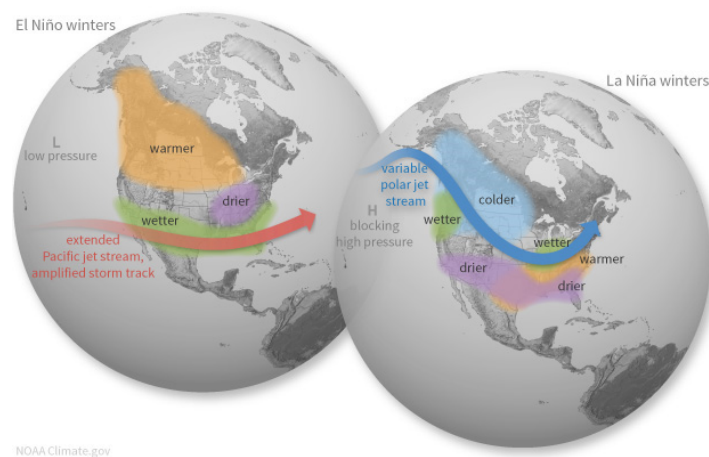 El Niño winters
L
low pressure
warmer
drier
wetter
extended
Pacific jet stream,
amplified storm track
La Niña winters
variable
polar jet
stream
colder
H
blocking
high pressure
wetter
wetter
warmer
drier
drier
NOAA Climate.gov